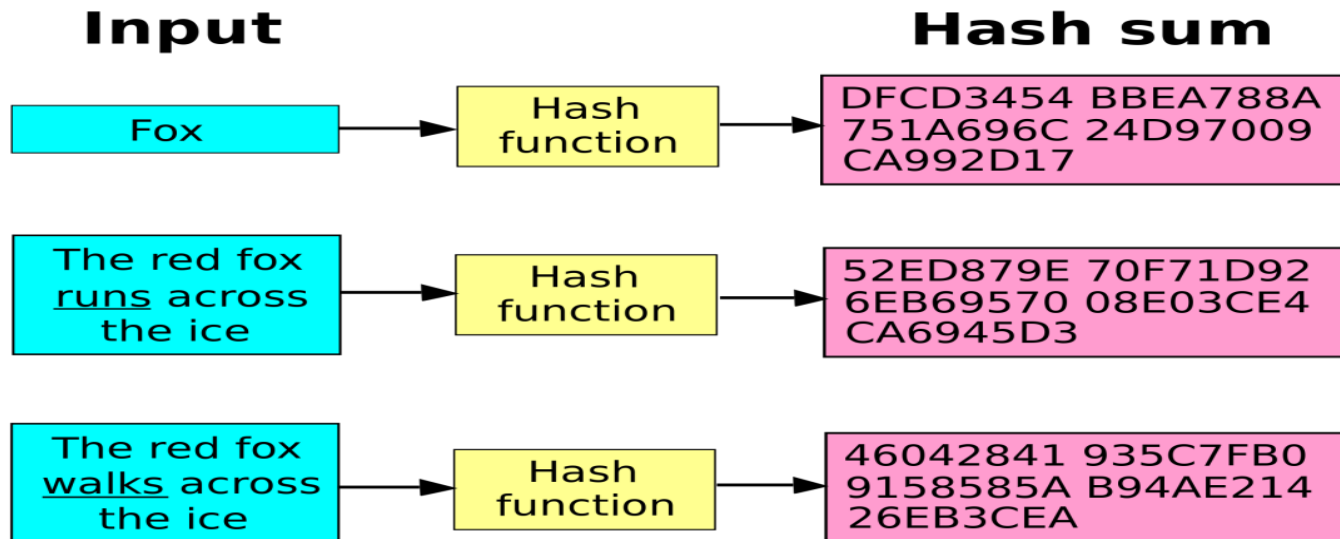 Input
Hash sum
Fox
Hash
function
DFCD3454 BBEA788A
751A696C 24D97009
CA992D17
The red fox
runs across
the ice
Hash
function
52ED879E 70F71D92
6EB69570 08E03CE4
CA6945D3
The red fox
walks across
the ice
Hash
function
46042841 935C7FB0
9158585A B94AE214
26EB3CEA